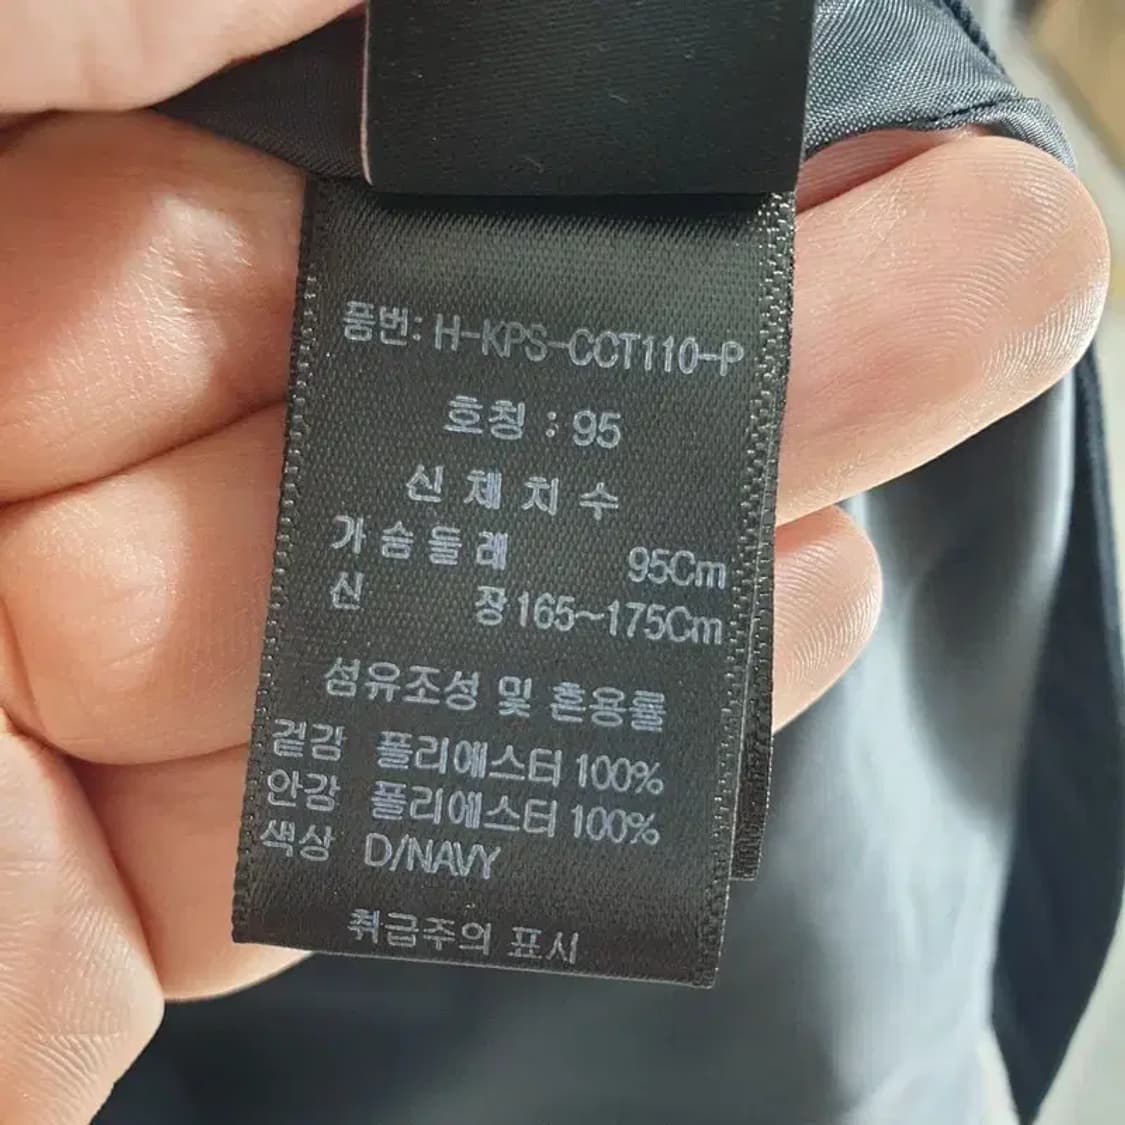 품번: H-KPS-CCT110-P
호칭 : 95
신체치수
가슴둘레 95Cm
신 장 165~175Cm
섬유조성 및 혼용률
겉감 폴리에스터 100%
안감 폴리에스터 100%
색상 D/NAVY
취급주의 표시